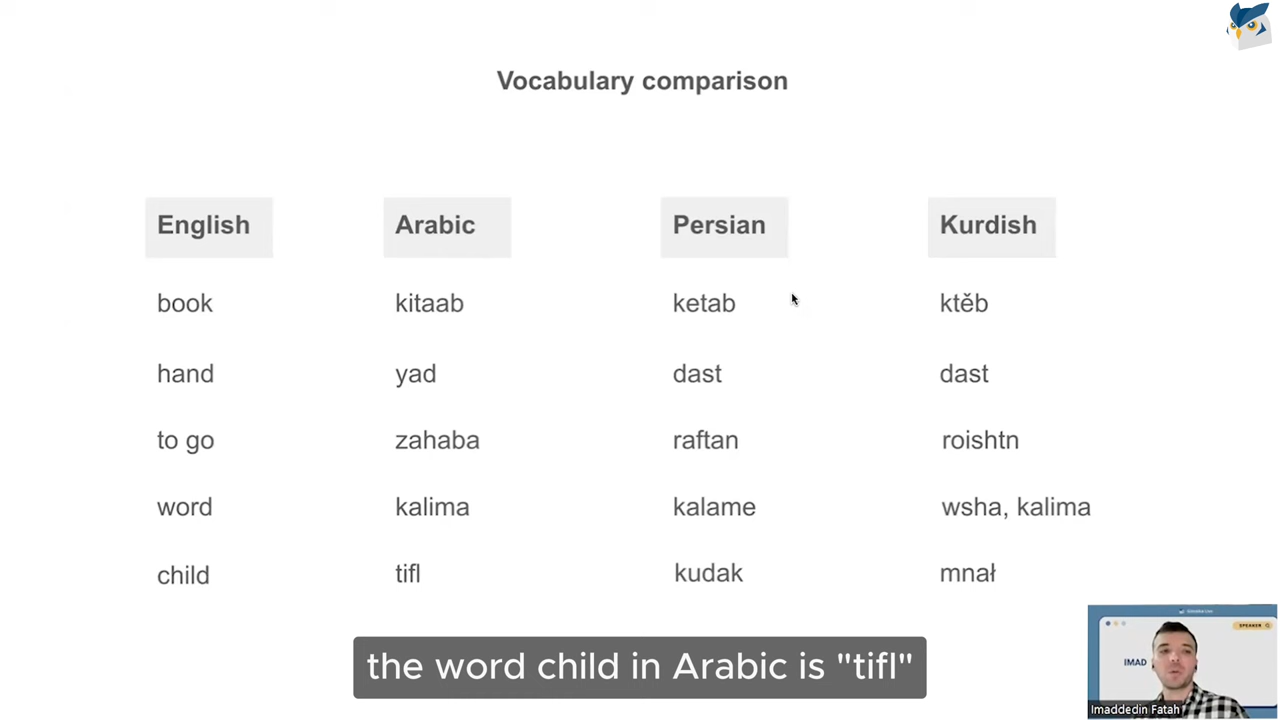 Vocabulary comparison
English Arabic Persian Kurdish
book kitaab ketab ktěb
hand yad dast dast
to go zahaba raftan roishtn
word kalima kalame wsha, kalima
child tifl kudak mnał
SPEAKER
IMAD
Imaddedin Fatah
the word child in Arabic is "tifl"